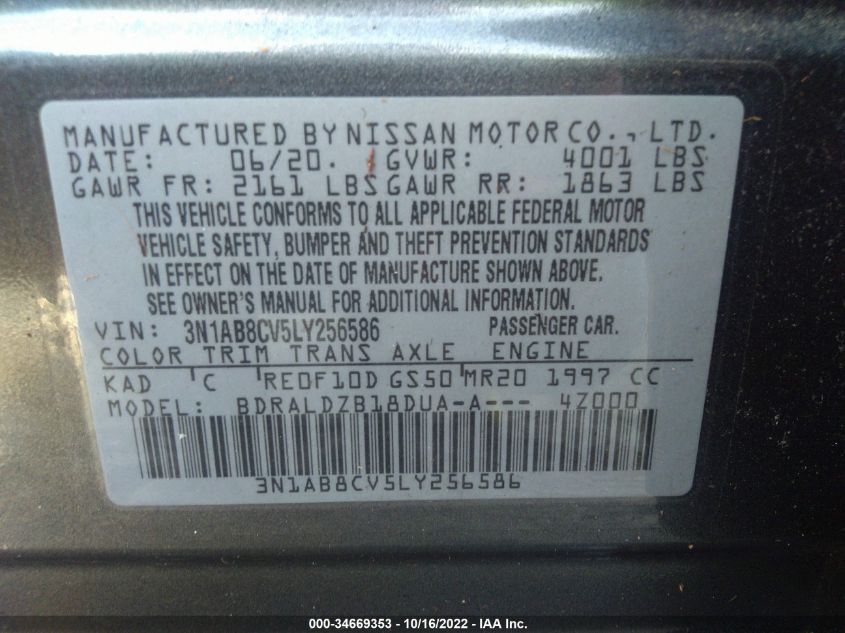 MANUFACTURED BY NISSAN MOTOR CO., LTD.
DATE: 06/20. GVWR: 4001 LBS
GAWR FR: 2161 LBS GAWR RR: 1863 LBS
THIS VEHICLE CONFORMS TO ALL APPLICABLE FEDERAL MOTOR
VEHICLE SAFETY, BUMPER AND THEFT PREVENTION STANDARDS
IN EFFECT ON THE DATE OF MANUFACTURE SHOWN ABOVE.
SEE OWNER'S MANUAL FOR ADDITIONAL INFORMATION.
VIN: 3N1AB8CV5LY256586 PASSENGER CAR.
COLOR TRIM TRANS AXLE ENGINE
KAD C RE0F10D GS50 MR20 1997 CC
MODEL: BDRALDZB18DUA-A--- 4Z000
3N1AB8CV5LY256586
000-34669353 - 10/16/2022 - IAA Inc.